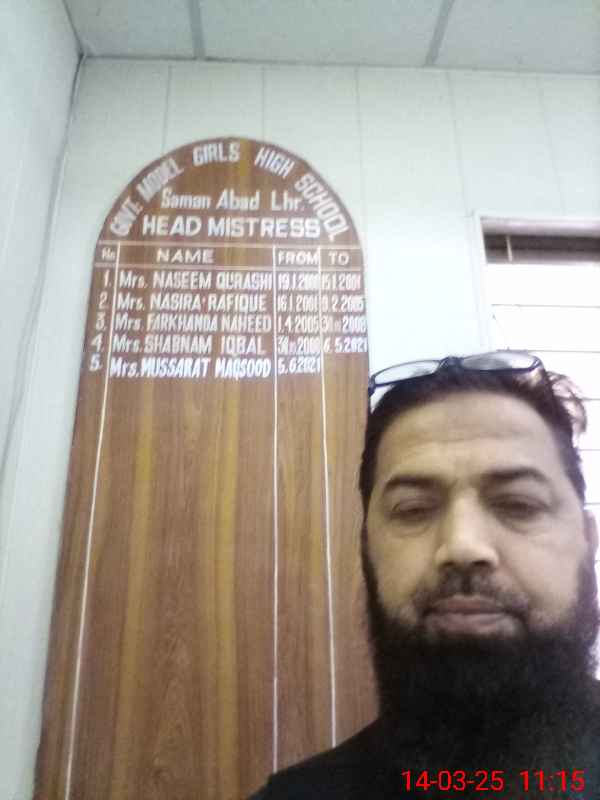 GOVT: MODEL GIRLS HIGH SCHOOL
Saman Abad Lhr.
HEAD MISTRESS
No NAME FROM TO
1. Mrs. NASEEM QURASHI 19.1.2000 15.1.2001
2. Mrs. NASIRA RAFIQUE 16.1.2001 9.2.2005
3. Mrs. FARKHANDA NAHEED 1.4.2005
4. Mrs. SHABNAM IQBAL 6.5.2021
5. Mrs. MUSSARAT MAQSOOD 5.6.2021
14-03-25 11:15